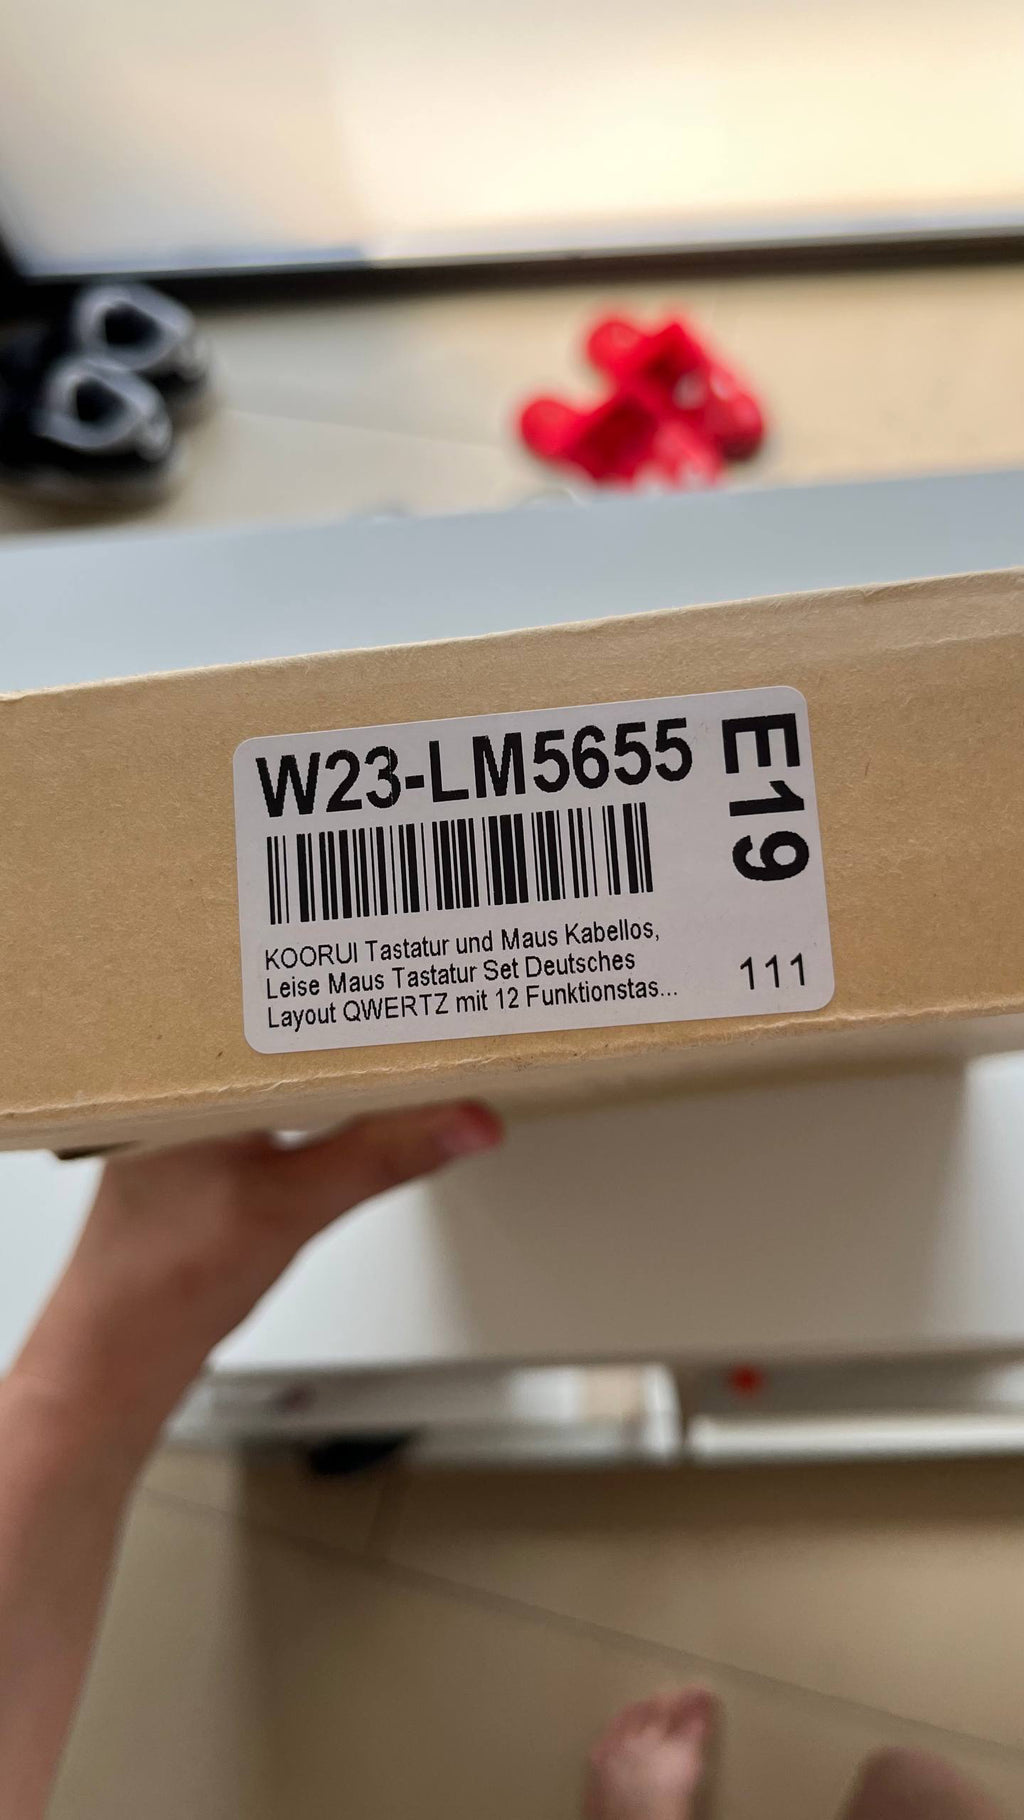 W23-LM5655
E19
KOORUI Tastatur und Maus Kabellos,
Leise Maus Tastatur Set Deutsches
Layout QWERTZ mit 12 Funktionstas...
111